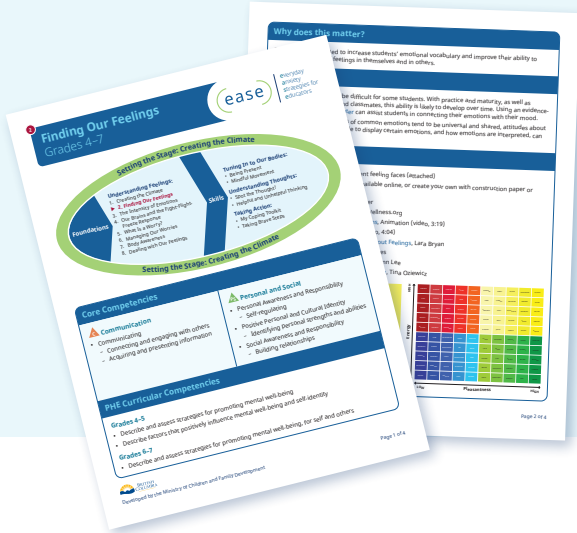 1
Finding Our Feelings
Grades 4–7
ease
everyday
anxiety
strategies for
educators
Setting the Stage: Creating the Climate
Foundations
Understanding Feelings:
1. Creating the Climate
2. Finding Our Feelings
3. The Intensity of Emotions
4. Our Brains and the Fight-Flight-
Freeze Response
5. What Is a Worry?
6. Managing Our Worries
7. Body Awareness
8. Dealing with Our Feelings
Skills
Tuning In to Our Bodies:
• Being Present
• Mindful Moments
Understanding Thoughts:
• Spot the Thought
• Helpful and Unhelpful Thinking
Taking Action:
• My Coping Toolkit
• Taking Brave Steps
Setting the Stage: Creating the Climate
Core Competencies
Communication
• Communicating
– Connecting and engaging with others
– Acquiring and presenting information
Personal and Social
• Personal Awareness and Responsibility
– Self-regulating
• Positive Personal and Cultural Identity
– Identifying personal strengths and abilities
• Social Awareness and Responsibility
– Building relationships
PHE Curricular Competencies
Grades 4–5
• Describe and assess strategies for promoting mental well-being
• Describe factors that positively influence mental well-being and self-identity
Grades 6–7
• Describe and assess strategies for promoting mental well-being, for self and others
BRITISH
COLUMBIA
Developed by the Ministry of Children and Family Development
Page 1 of 4
Why does this matter?
ed to increase students' emotional vocabulary and improve their ability to
feelings in themselves and in others.
be difficult for some students. With practice and maturity, as well as
nd classmates, this ability is likely to develop over time. Using an evidence-
can assist students in connecting their emotions with their mood.
of common emotions tend to be universal and shared, attitudes about
e to display certain emotions, and how emotions are interpreted, can
ent feeling faces (attached)
ailable online, or create your own with construction paper or
er
ellness.org
, Animation (video, 3:19)
, 4:04)
out Feelings, Lara Bryan
es
on Lee
, Tina Oziewicz
Pleasantness
Page 2 of 4